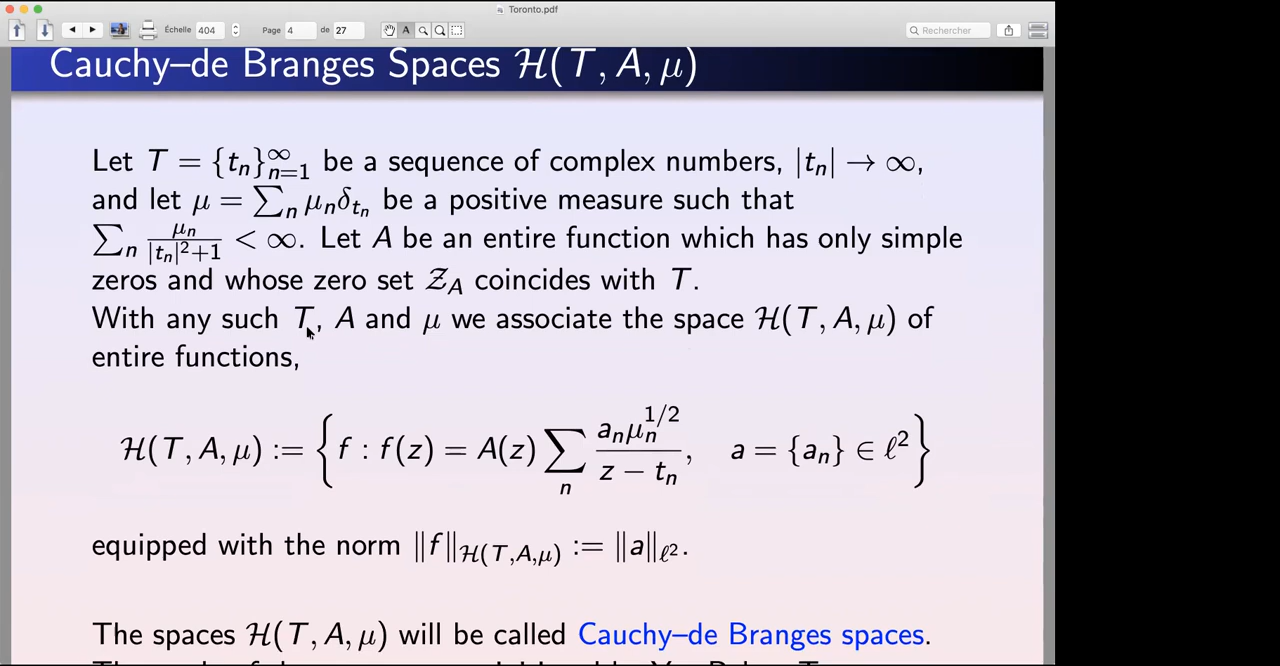 Toronto.pdf
Échelle 404 Page 4 de 27 Rechercher
Cauchy–de Branges Spaces ℋ(T, A, μ)
Let T = {tₙ}ₙ₌₁^∞ be a sequence of complex numbers, |tₙ| → ∞,
and let μ = ∑ₙ μₙδ_{tₙ} be a positive measure such that
∑ₙ μₙ/(|tₙ|²+1) < ∞. Let A be an entire function which has only simple
zeros and whose zero set 𝒵_A coincides with T.
With any such T, A and μ we associate the space ℋ(T, A, μ) of
entire functions,
ℋ(T, A, μ) := { f : f(z) = A(z) ∑ₙ aₙμₙ^{1/2}/(z − tₙ), a = {aₙ} ∈ ℓ² }
equipped with the norm ‖f‖_{ℋ(T,A,μ)} := ‖a‖_{ℓ²}.
The spaces ℋ(T, A, μ) will be called Cauchy–de Branges spaces.